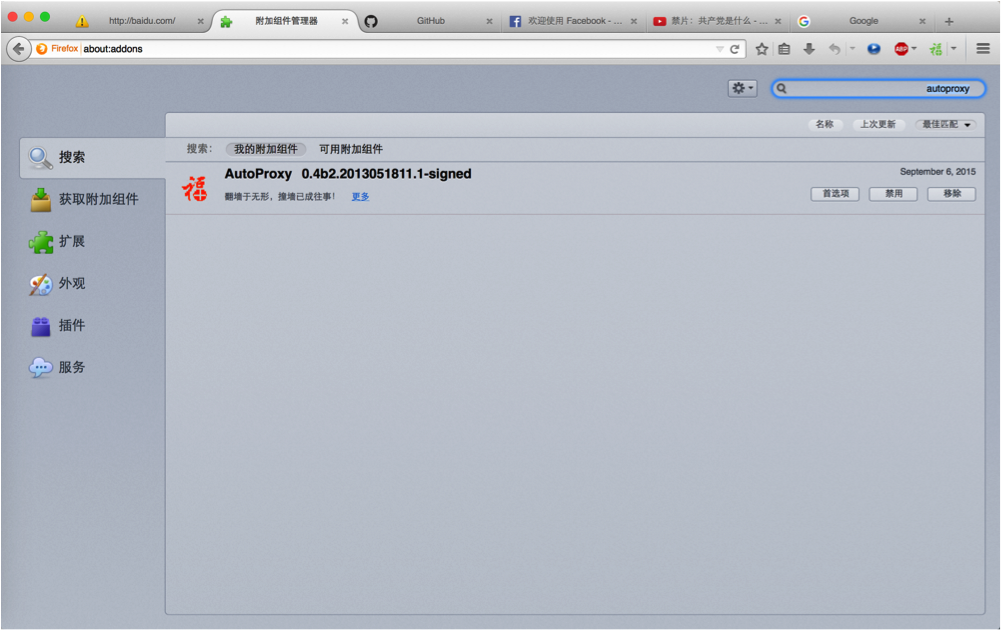 http://baidu.com/
附加组件管理器
GitHub
欢迎使用 Facebook - ...
禁片：共产党是什么 - ...
Google
Firefox about:addons
ABP
autoproxy
名称 上次更新 最佳匹配
搜索： 我的附加组件 可用附加组件
搜索
获取附加组件
扩展
外观
插件
服务
福 AutoProxy 0.4b2.2013051811.1-signed September 6, 2015
翻墙于无形，撞墙已成往事！ 更多 首选项 禁用 移除